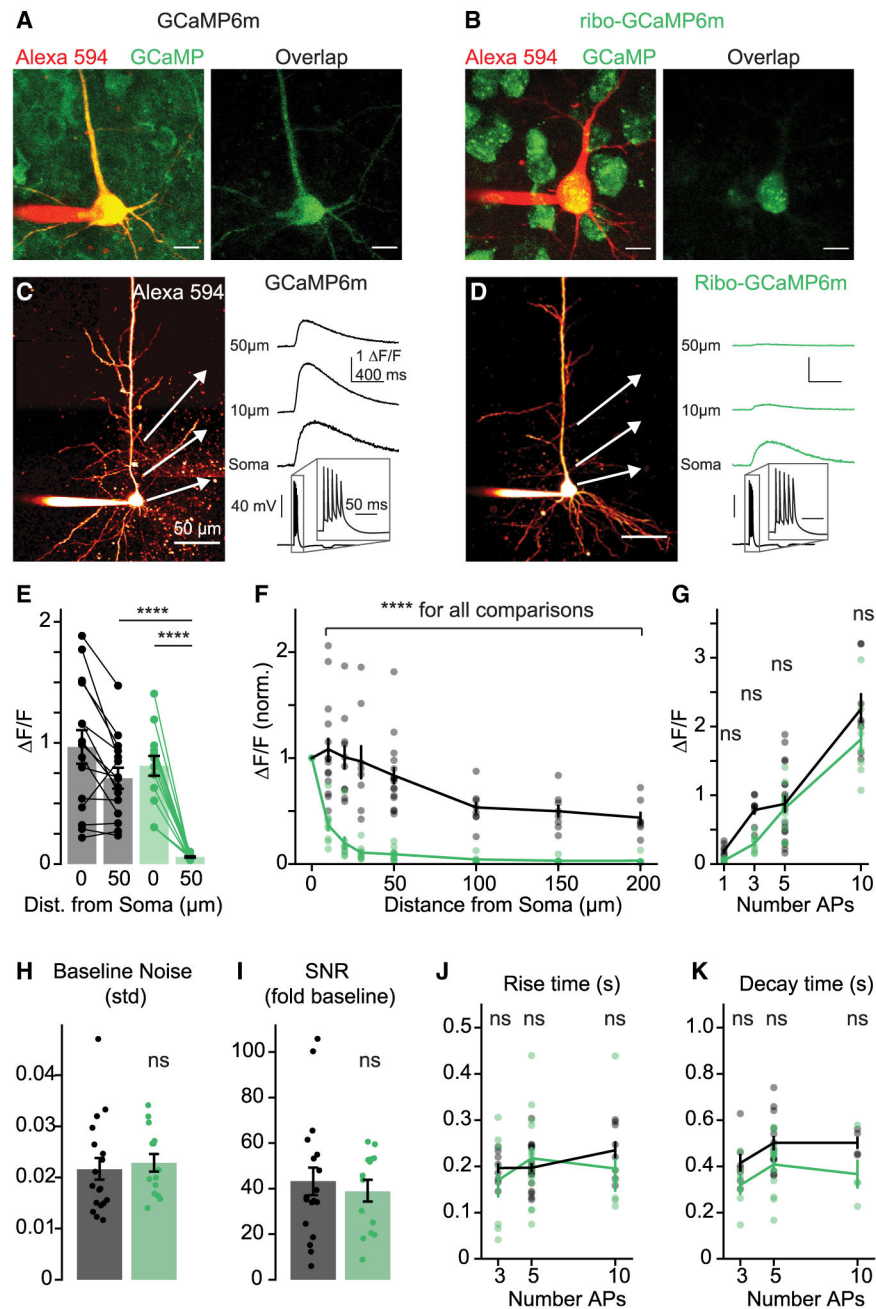 A
GCaMP6m
Alexa 594 GCaMP
Overlap
B
ribo-GCaMP6m
Alexa 594 GCaMP
Overlap
C
Alexa 594
GCaMP6m
50µm
1 ΔF/F
400 ms
10µm
Soma
40 mV
50 ms
50 µm
D
Ribo-GCaMP6m
50µm
10µm
Soma
E
****
****
2
1
0
ΔF/F
0 50 0 50
Dist. from Soma (µm)
F
**** for all comparisons
2
1
0
ΔF/F (norm.)
0 50 100 150 200
Distance from Soma (µm)
G
ns
ns
ns
ns
3
2
1
0
ΔF/F
1 3 5 10
Number APs
H
Baseline Noise
(std)
ns
0.04
0.03
0.02
0.01
0
I
SNR
(fold baseline)
ns
100
80
60
40
20
0
J
Rise time (s)
ns ns ns
0.5
0.4
0.3
0.2
0.1
0
3 5 10
Number APs
K
Decay time (s)
ns ns ns
1.0
0.8
0.6
0.4
0.2
0
3 5 10
Number APs